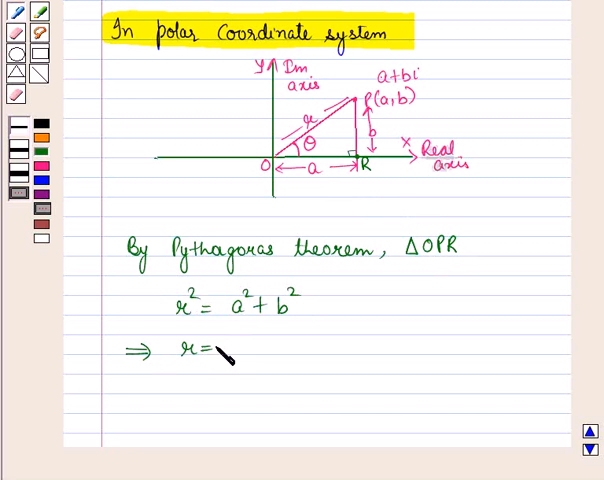 In polar coordinate system
Y Im
axis
a+bi
P(a,b)
r
θ
b
X Real
axis
O
a
R
By Pythagoras theorem, ΔOPR
r² = a² + b²
⇒ r =